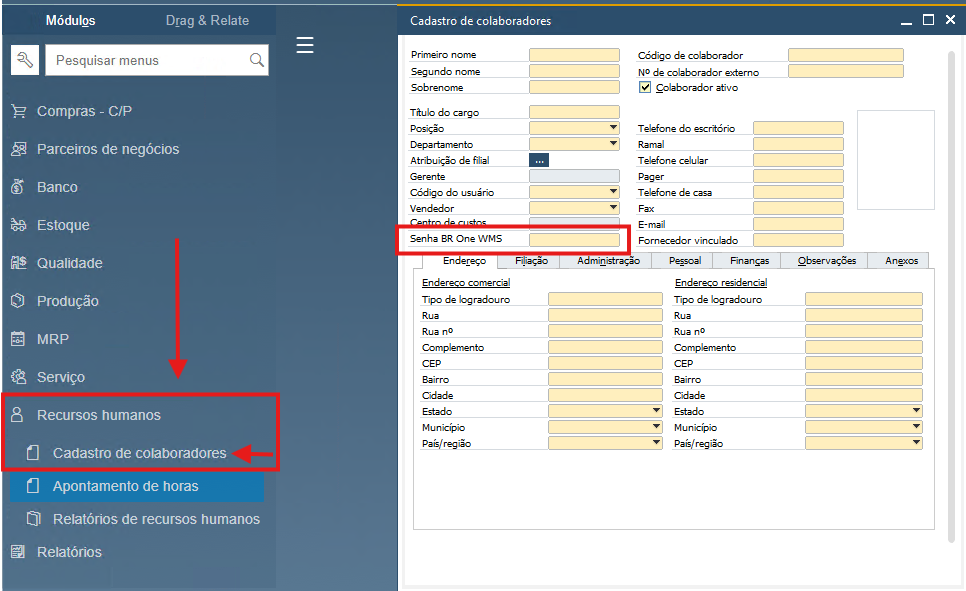 Módulos
Drag & Relate
Pesquisar menus
Compras - C/P
Parceiros de negócios
Banco
Estoque
Qualidade
Produção
MRP
Serviço
Recursos humanos
Cadastro de colaboradores
Apontamento de horas
Relatórios de recursos humanos
Relatórios
Cadastro de colaboradores
Primeiro nome
Segundo nome
Sobrenome
Código de colaborador
Nº de colaborador externo
Colaborador ativo
Título do cargo
Posição
Departamento
Atribuição de filial
...
Gerente
Código do usuário
Vendedor
Centro de custos
Senha BR One WMS
Telefone do escritório
Ramal
Telefone celular
Pager
Telefone de casa
Fax
E-mail
Fornecedor vinculado
Endereço
Filiação
Administração
Pessoal
Finanças
Observações
Anexos
Endereço comercial
Tipo de logradouro
Rua
Rua nº
Complemento
CEP
Bairro
Cidade
Estado
Município
País/região
Endereço residencial
Tipo de logradouro
Rua
Rua nº
Complemento
CEP
Bairro
Cidade
Estado
Município
País/região